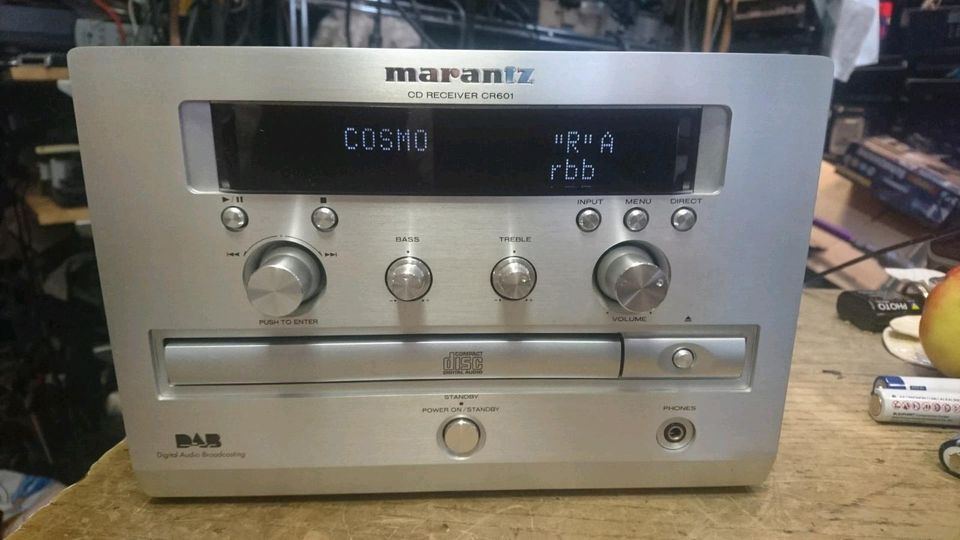 marantz
CD RECEIVER CR601
COSMO "R"A
rbb
INPUT MENU DIRECT
BASS TREBLE
PUSH TO ENTER
VOLUME
COMPACT
disc
DIGITAL AUDIO
STANDBY
POWER ON/STANDBY
PHONES
DAB
Digital Audio Broadcasting
PHOTO